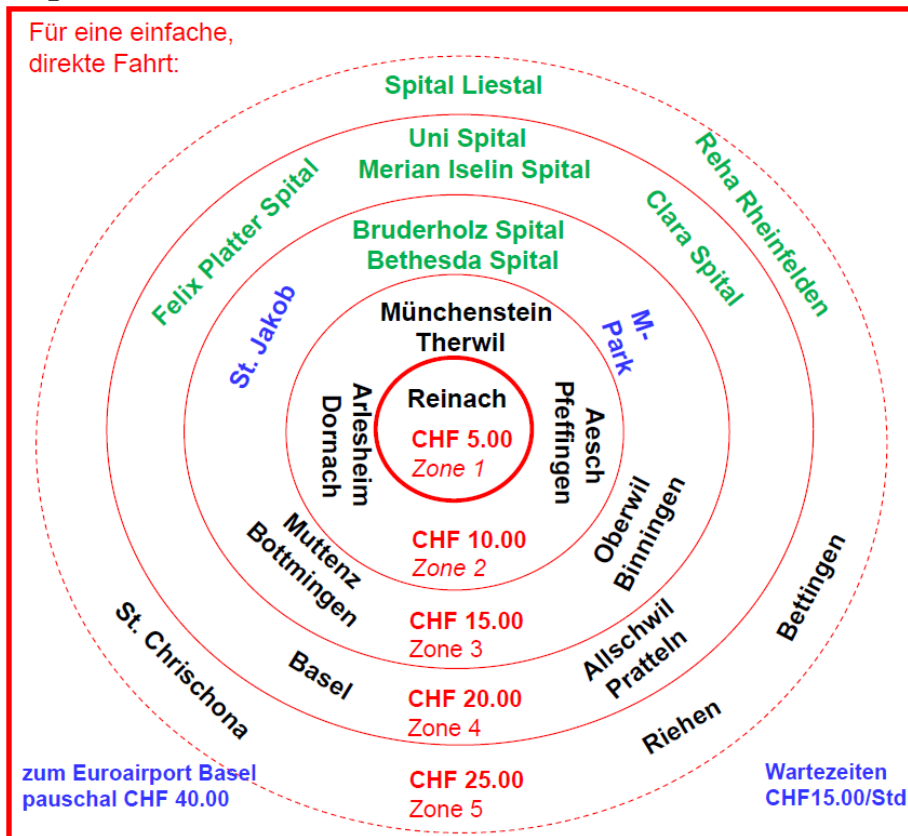 Für eine einfache,
direkte Fahrt:
Spital Liestal
Uni Spital
Merian Iselin Spital
Felix Platter Spital
Clara Spital
Reha Rheinfelden
Bruderholz Spital
Bethesda Spital
St. Jakob
M-
Park
Münchenstein
Therwil
Reinach
CHF 5.00
Zone 1
Arlesheim
Dornach
Aesch
Pfeffingen
CHF 10.00
Zone 2
Muttenz
Bottmingen
Oberwil
Binningen
CHF 15.00
Zone 3
Basel
Allschwil
Pratteln
CHF 20.00
Zone 4
St. Chrischona
Riehen
Bettingen
CHF 25.00
Zone 5
zum Euroairport Basel
pauschal CHF 40.00
Wartezeiten
CHF15.00/Std